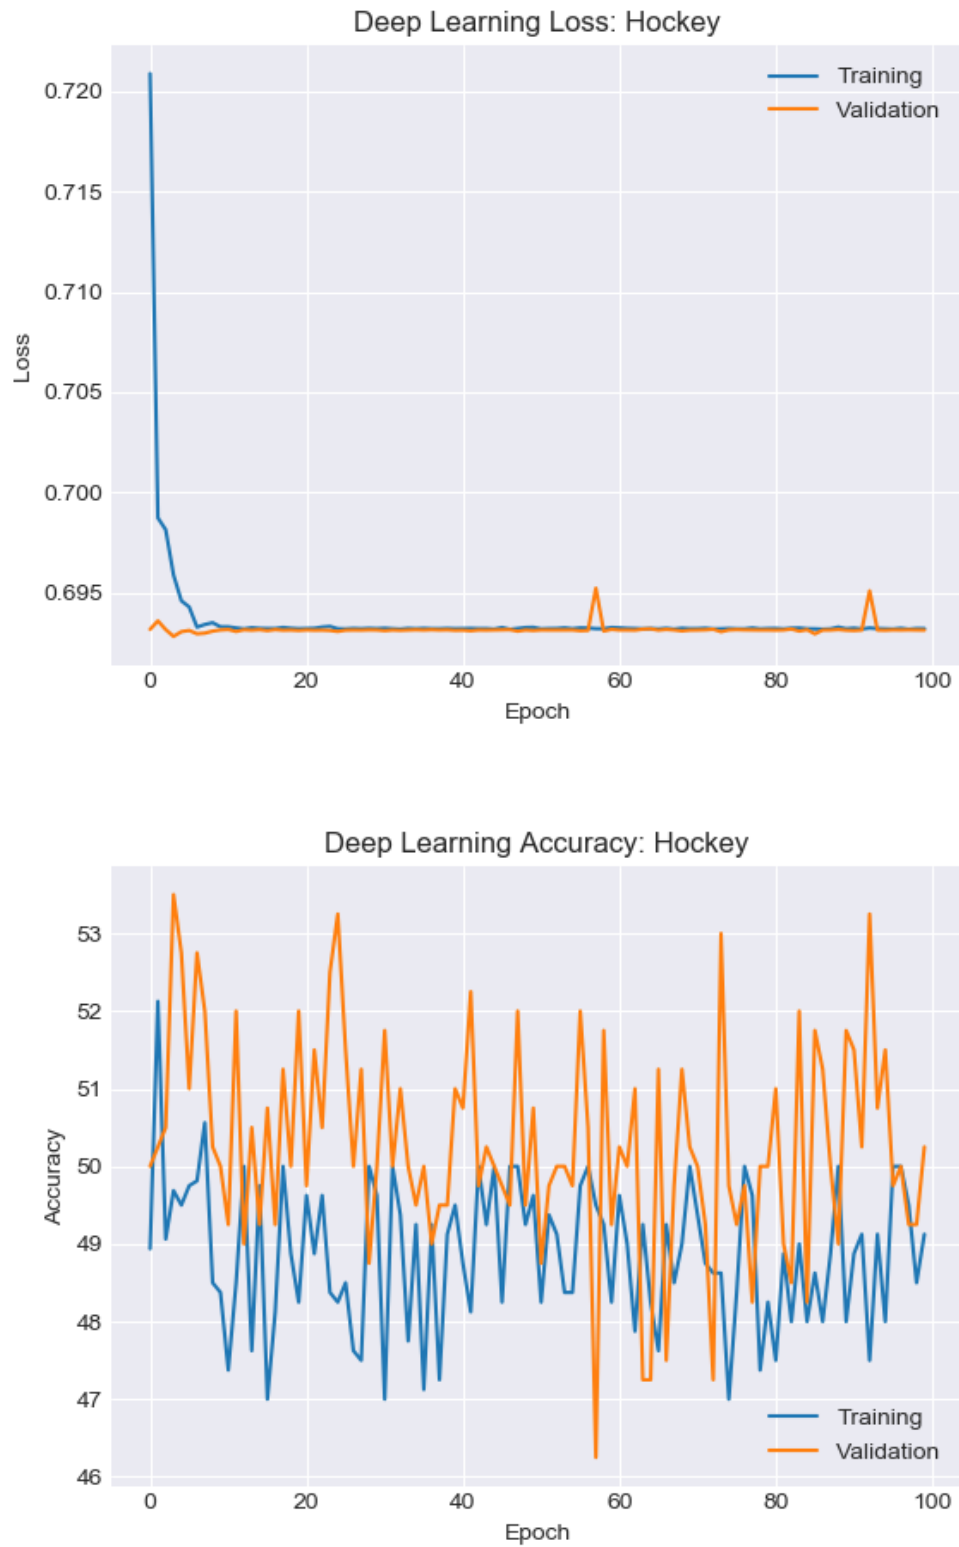 Deep Learning Loss: Hockey
Training
Validation
0.720
0.715
0.710
0.705
0.700
0.695
Loss
0 20 40 60 80 100
Epoch
Deep Learning Accuracy: Hockey
53
52
51
50
49
48
47
46
Accuracy
Training
Validation
0 20 40 60 80 100
Epoch